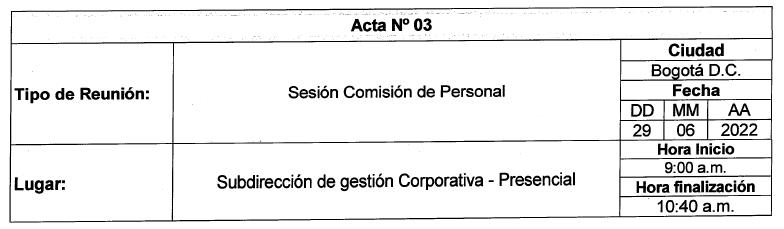 Acta Nº 03
Tipo de Reunión:
Sesión Comisión de Personal
Ciudad
Bogotá D.C.
Fecha
DD MM AA
29 06 2022
Lugar:
Subdirección de gestión Corporativa - Presencial
Hora Inicio
9:00 a.m.
Hora finalización
10:40 a.m.